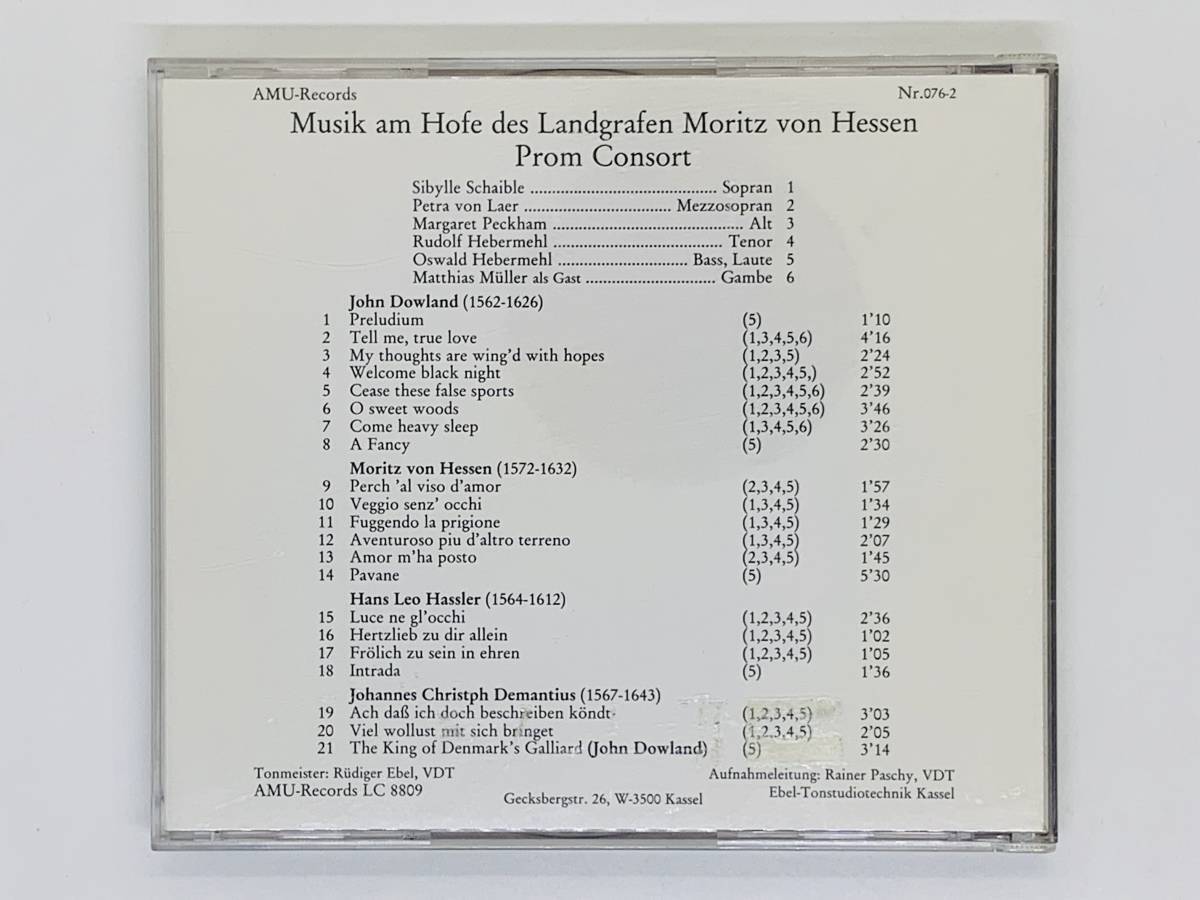 AMU-Records Nr.076-2
Musik am Hofe des Landgrafen Moritz von Hessen
Prom Consort
Sibylle Schaible ........................................... Sopran 1
Petra von Laer .................................. Mezzosopran 2
Margaret Peckham ............................................ Alt 3
Rudolf Hebermehl ....................................... Tenor 4
Oswald Hebermehl .............................. Bass, Laute 5
Matthias Müller als Gast .............................. Gambe 6
John Dowland (1562-1626)
1 Preludium (5) 1'10
2 Tell me, true love (1,3,4,5,6) 4'16
3 My thoughts are wing'd with hopes (1,2,3,5) 2'24
4 Welcome black night (1,2,3,4,5,) 2'52
5 Cease these false sports (1,2,3,4,5,6) 2'39
6 O sweet woods (1,2,3,4,5,6) 3'46
7 Come heavy sleep (1,3,4,5,6) 3'26
8 A Fancy (5) 2'30
Moritz von Hessen (1572-1632)
9 Perch 'al viso d'amor (2,3,4,5) 1'57
10 Veggio senz' occhi (1,3,4,5) 1'34
11 Fuggendo la prigione (1,3,4,5) 1'29
12 Aventuroso piu d'altro terreno (1,3,4,5) 2'07
13 Amor m'ha posto (2,3,4,5) 1'45
14 Pavane (5) 5'30
Hans Leo Hassler (1564-1612)
15 Luce ne gl'occhi (1,2,3,4,5) 2'36
16 Hertzlieb zu dir allein (1,2,3,4,5) 1'02
17 Frölich zu sein in ehren (1,2,3,4,5) 1'05
18 Intrada (5) 1'36
Johannes Christph Demantius (1567-1643)
19 Ach daß ich doch beschreiben köndt (1,2,3,4,5) 3'03
20 Viel wollust mit sich bringet (1,2,3,4,5) 2'05
21 The King of Denmark's Galliard (John Dowland) (5) 3'14
Tonmeister: Rüdiger Ebel, VDT Aufnahmeleitung: Rainer Paschy, VDT
AMU-Records LC 8809 Gecksbergstr. 26, W-3500 Kassel Ebel-Tonstudiotechnik Kassel